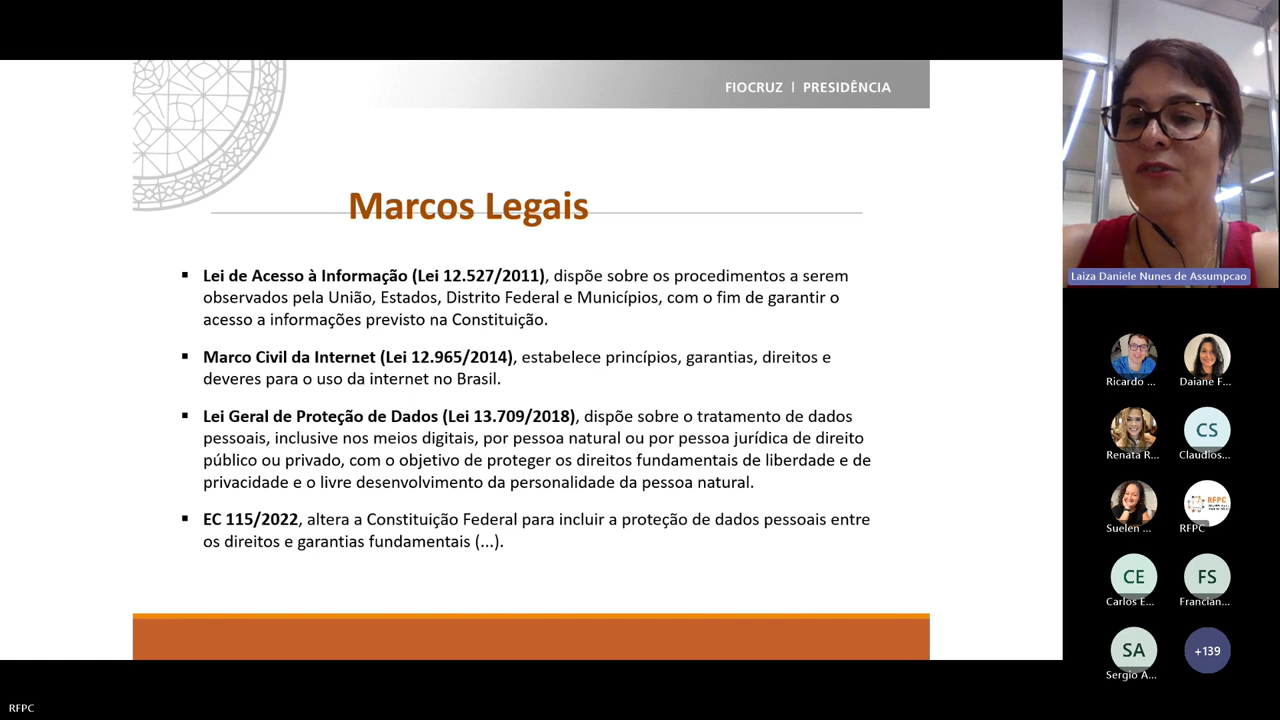 FIOCRUZ | PRESIDÊNCIA
Marcos Legais
▪ Lei de Acesso à Informação (Lei 12.527/2011), dispõe sobre os procedimentos a serem
observados pela União, Estados, Distrito Federal e Municípios, com o fim de garantir o
acesso a informações previsto na Constituição.
▪ Marco Civil da Internet (Lei 12.965/2014), estabelece princípios, garantias, direitos e
deveres para o uso da internet no Brasil.
▪ Lei Geral de Proteção de Dados (Lei 13.709/2018), dispõe sobre o tratamento de dados
pessoais, inclusive nos meios digitais, por pessoa natural ou por pessoa jurídica de direito
público ou privado, com o objetivo de proteger os direitos fundamentais de liberdade e de
privacidade e o livre desenvolvimento da personalidade da pessoa natural.
▪ EC 115/2022, altera a Constituição Federal para incluir a proteção de dados pessoais entre
os direitos e garantias fundamentais (...).
Laiza Daniele Nunes de Assumpcao
Ricardo ...
Daiane F...
Renata R...
CS
Claudios...
Suelen ...
RFPC
RFPC
CE
Carlos E...
FS
Francian...
SA
Sergio A...
+139
RFPC